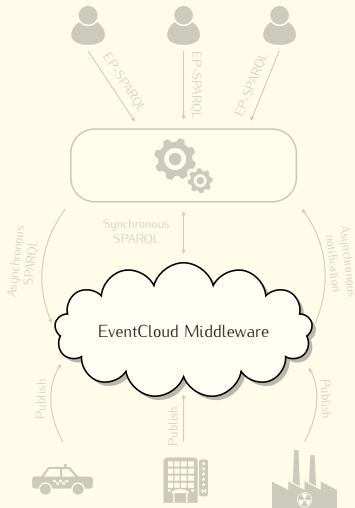 EP-SPARQL
EP-SPARQL
EP-SPARQL
Synchronous
SPARQL
Asynchronous
SPARQL
Asynchronous
notification
EventCloud Middleware
Publish
Publish
Publish